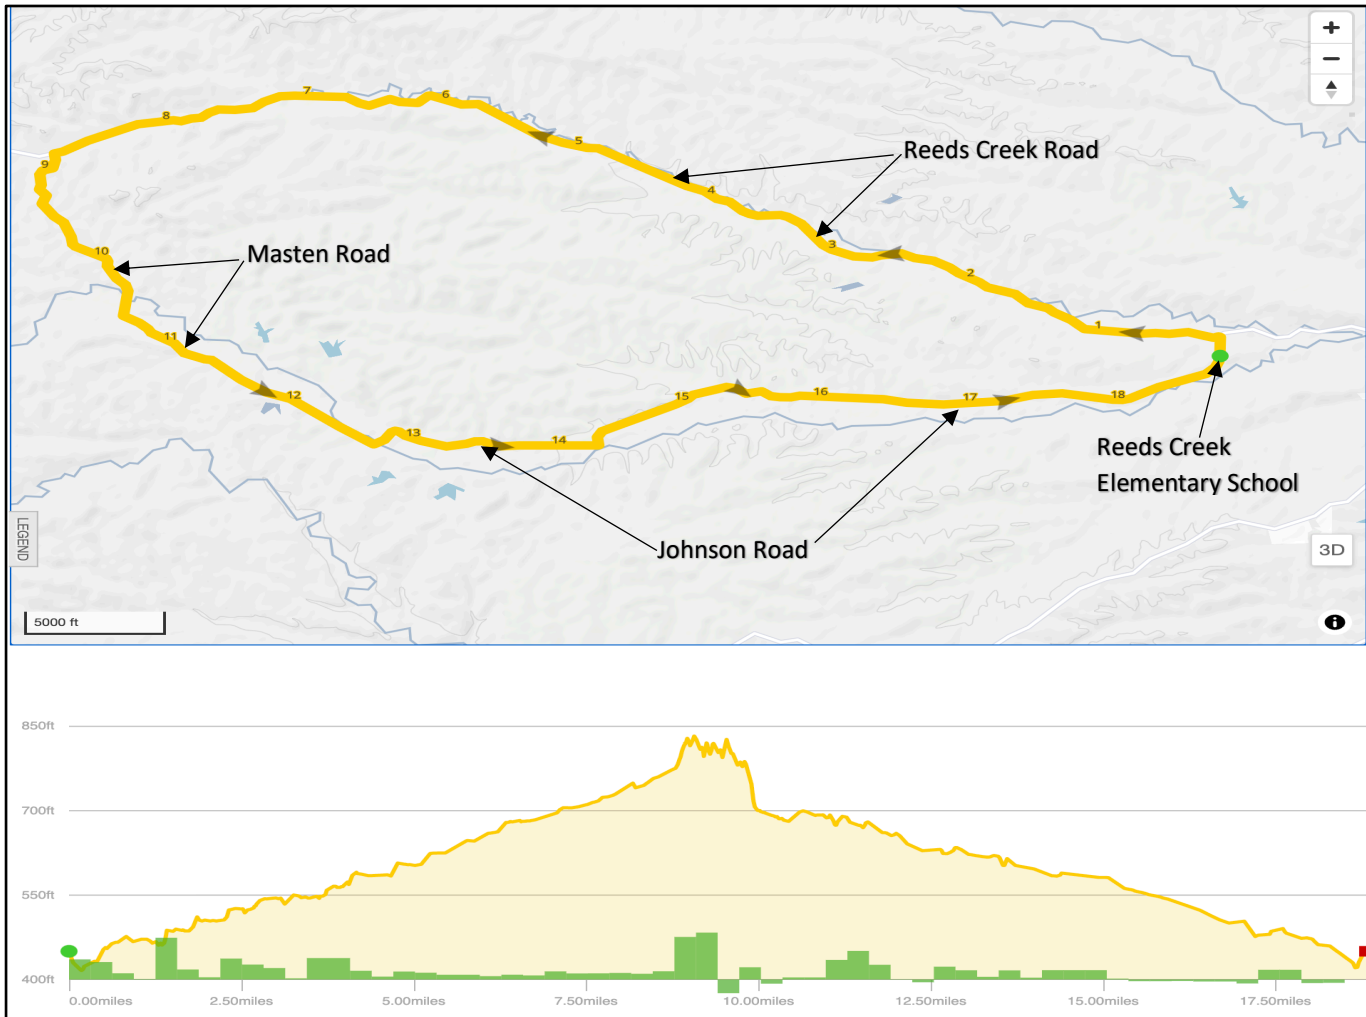 +
−
7
6
8
5
Reeds Creek Road
9
4
3
10
Masten Road
2
11
1
12
15
16
17
18
13
14
Reeds Creek
Elementary School
LEGEND
Johnson Road
3D
5000 ft
i
850ft
700ft
550ft
400ft
0.00miles
2.50miles
5.00miles
7.50miles
10.00miles
12.50miles
15.00miles
17.50miles